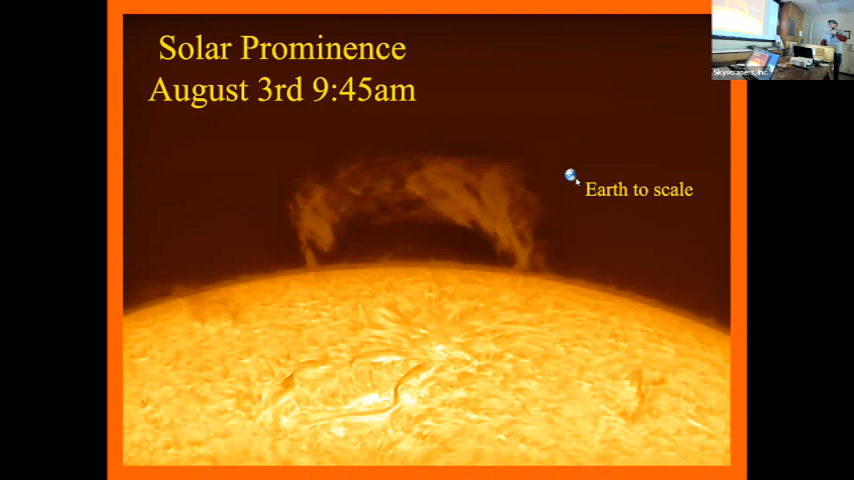 Solar Prominence
August 3rd 9:45am
Earth to scale
Skyscrapers, Inc.